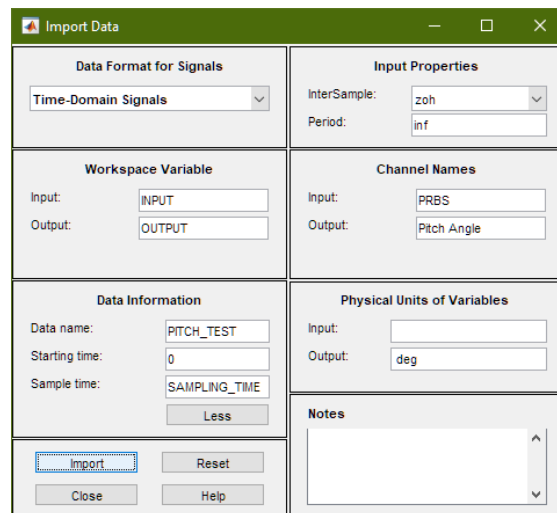 Import Data
Data Format for Signals
Time-Domain Signals
Workspace Variable
Input: INPUT
Output: OUTPUT
Data Information
Data name: PITCH_TEST
Starting time: 0
Sample time: SAMPLING_TIME
Less
Import Reset
Close Help
Input Properties
InterSample: zoh
Period: inf
Channel Names
Input: PRBS
Output: Pitch Angle
Physical Units of Variables
Input:
Output: deg
Notes